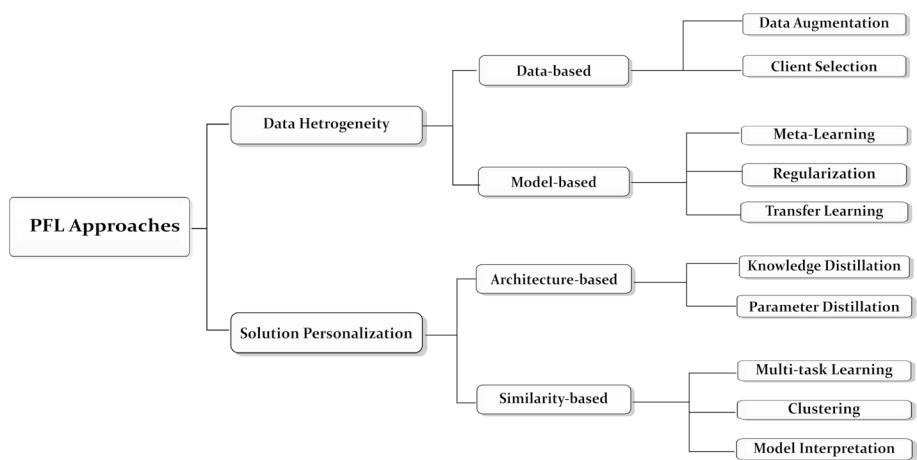 PFL Approaches
Data Hetrogeneity
Data-based
Data Augmentation
Client Selection
Model-based
Meta-Learning
Regularization
Transfer Learning
Solution Personalization
Architecture-based
Knowledge Distillation
Parameter Distillation
Similarity-based
Multi-task Learning
Clustering
Model Interpretation